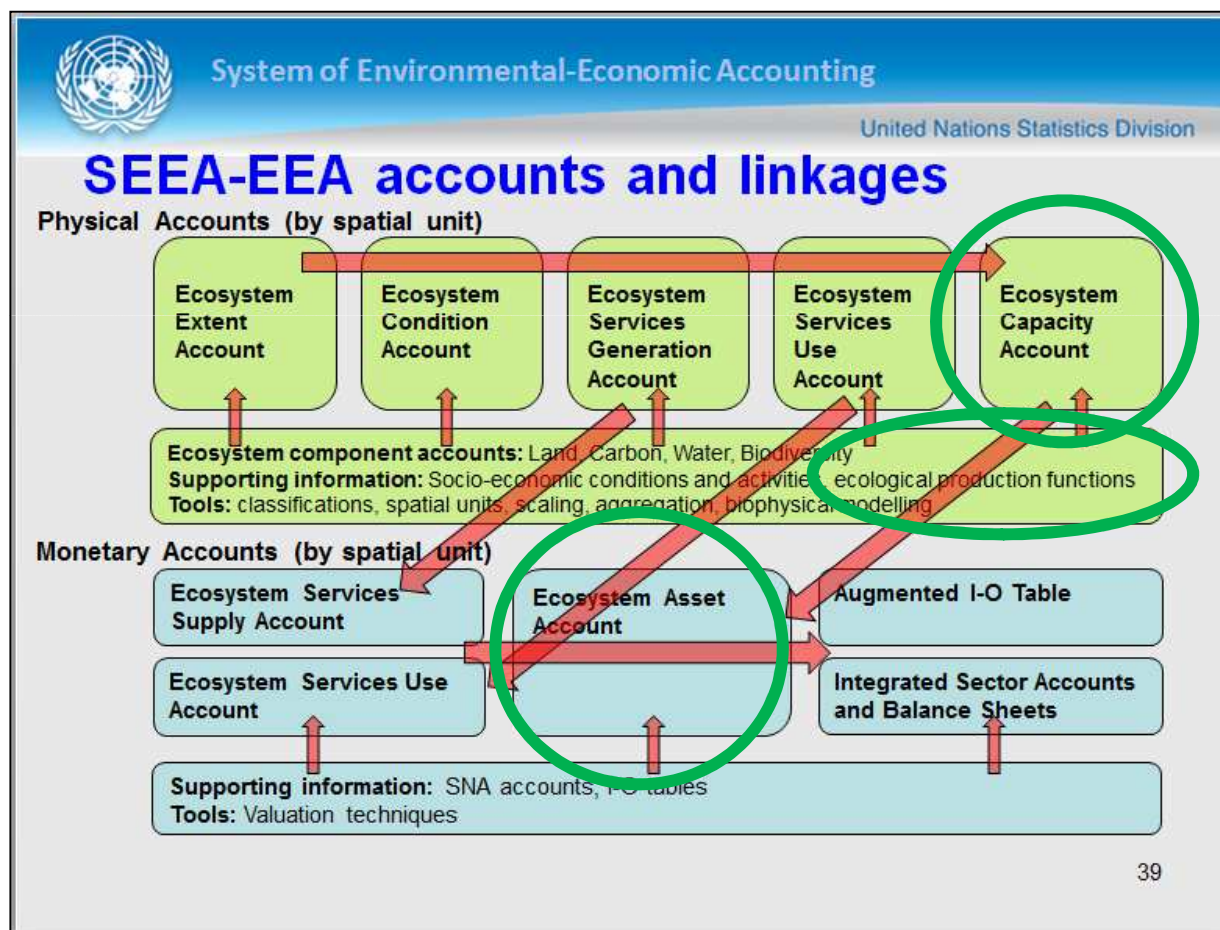 System of Environmental-Economic Accounting
United Nations Statistics Division
SEEA-EEA accounts and linkages
Physical Accounts (by spatial unit)
Ecosystem
Extent
Account
Ecosystem
Condition
Account
Ecosystem
Services
Generation
Account
Ecosystem
Services
Use
Account
Ecosystem
Capacity
Account
Ecosystem component accounts: Land, Carbon, Water, Biodiversity
Supporting information: Socio-economic conditions and activities, ecological production functions
Tools: classifications, spatial units, scaling, aggregation, biophysical modelling
Monetary Accounts (by spatial unit)
Ecosystem Services
Supply Account
Ecosystem Services Use
Account
Ecosystem Asset
Account
Augmented I-O Table
Integrated Sector Accounts
and Balance Sheets
Supporting information: SNA accounts, I-O tables
Tools: Valuation techniques
39